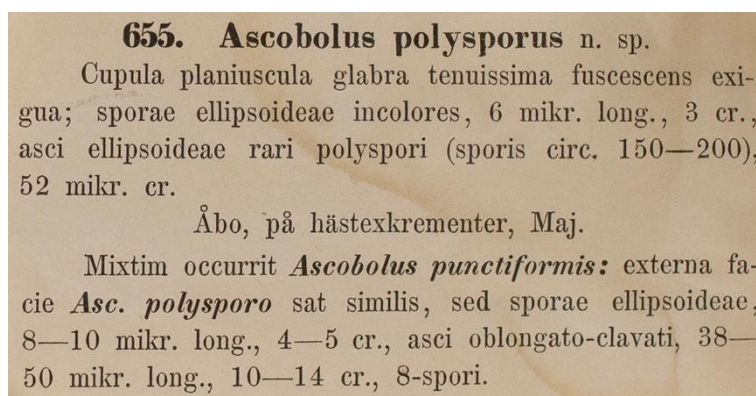 655. Ascobolus polysporus n. sp.
Cupula planiuscula glabra tenuissima fuscescens exi-
gua; sporae ellipsoideae incolores, 6 mikr. long., 3 cr.,
asci ellipsoideae rari polyspori (sporis circ. 150—200),
52 mikr. cr.
Åbo, på hästexkrementer, Maj.
Mixtim occurrit Ascobolus punctiformis: externa fa-
cie Asc. polysporo sat similis, sed sporae ellipsoideae,
8—10 mikr. long., 4—5 cr., asci oblongato-clavati, 38—
50 mikr. long., 10—14 cr., 8-spori.